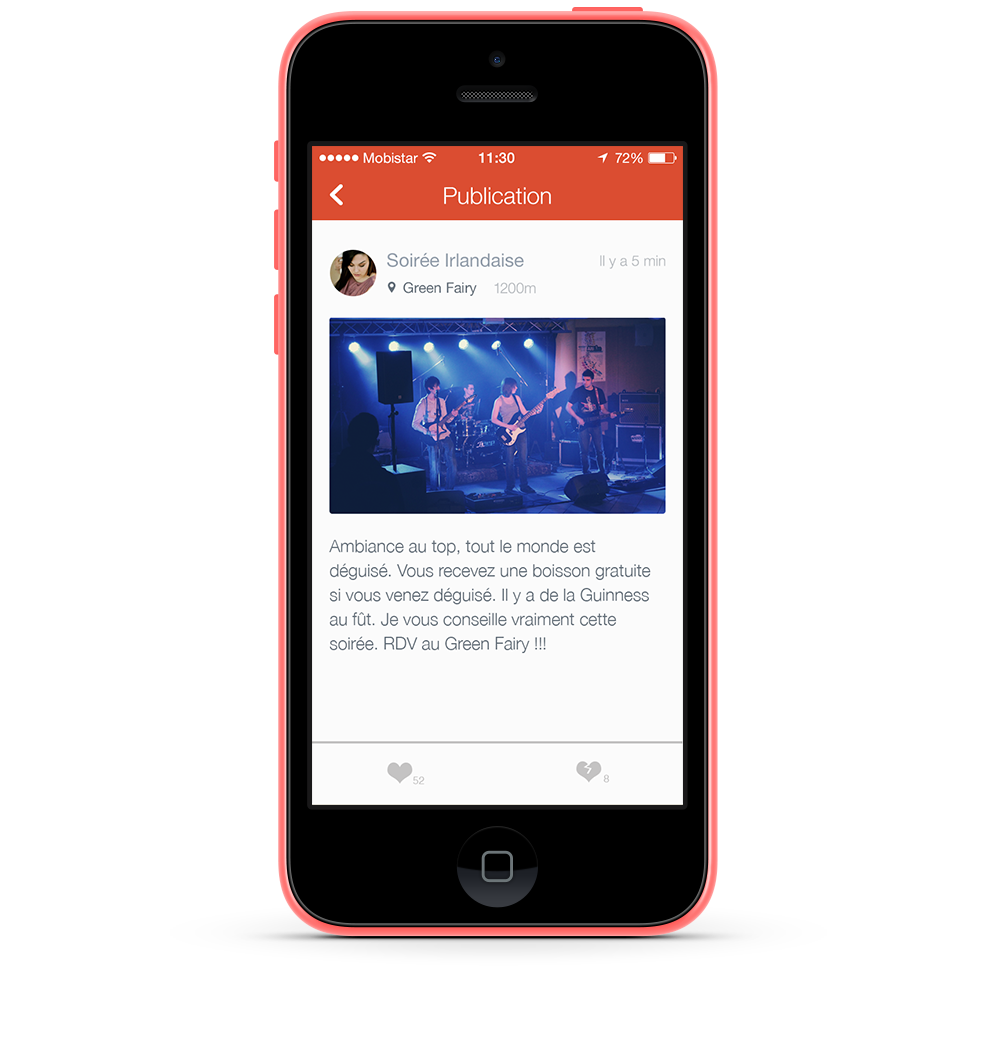 Mobistar 11:30 72%
Publication
Soirée Irlandaise Il y a 5 min
Green Fairy 1200m
Ambiance au top, tout le monde est
déguisé. Vous recevez une boisson gratuite
si vous venez déguisé. Il y a de la Guinness
au fût. Je vous conseille vraiment cette
soirée. RDV au Green Fairy !!!
52 8